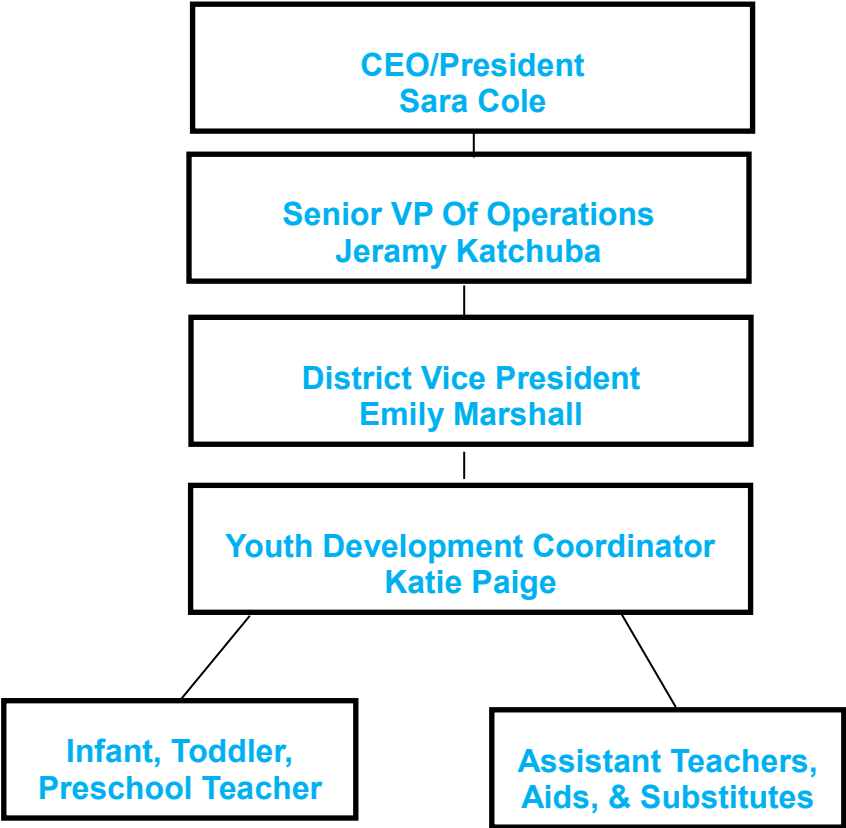 CEO/President
Sara Cole
Senior VP Of Operations
Jeramy Katchuba
District Vice President
Emily Marshall
Youth Development Coordinator
Katie Paige
Infant, Toddler,
Preschool Teacher
Assistant Teachers,
Aids, & Substitutes